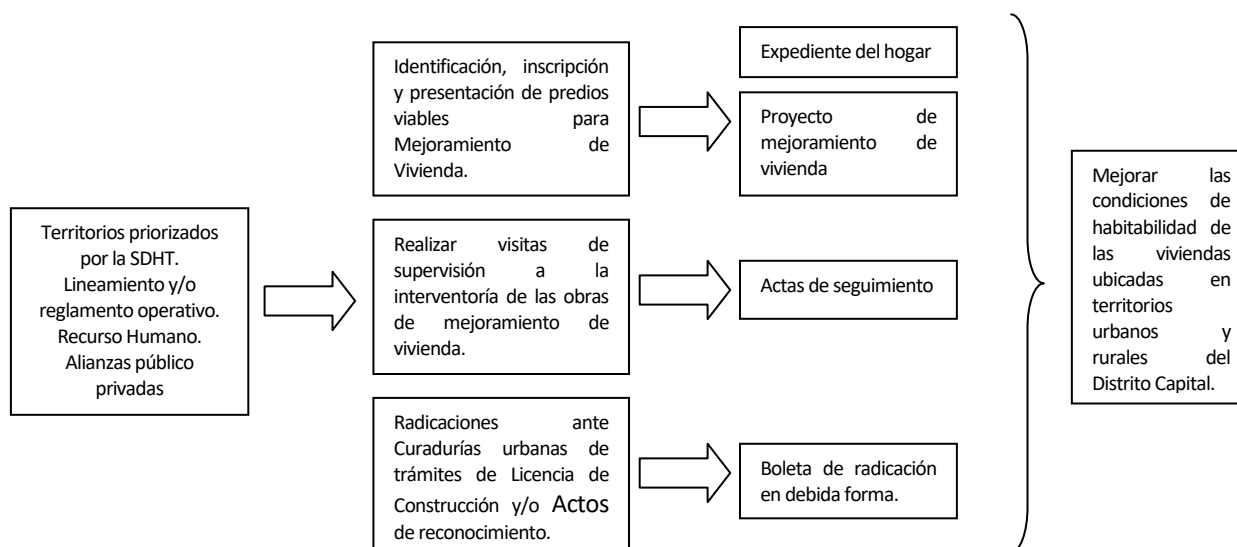 Territorios priorizados
por la SDHT.
Lineamiento y/o
reglamento operativo.
Recurso Humano.
Alianzas público
privadas
Identificación, inscripción
y presentación de predios
viables para
Mejoramiento de
Vivienda.
Expediente del hogar
Proyecto de
mejoramiento de
vivienda
Realizar visitas de
supervisión a la
interventoría de las obras
de mejoramiento de
vivienda.
Actas de seguimiento
Radicaciones ante
Curadurías urbanas de
trámites de Licencia de
Construcción y/o Actos
de reconocimiento.
Boleta de radicación
en debida forma.
Mejorar las
condiciones de
habitabilidad de
las viviendas
ubicadas en
territorios
urbanos y
rurales del
Distrito Capital.